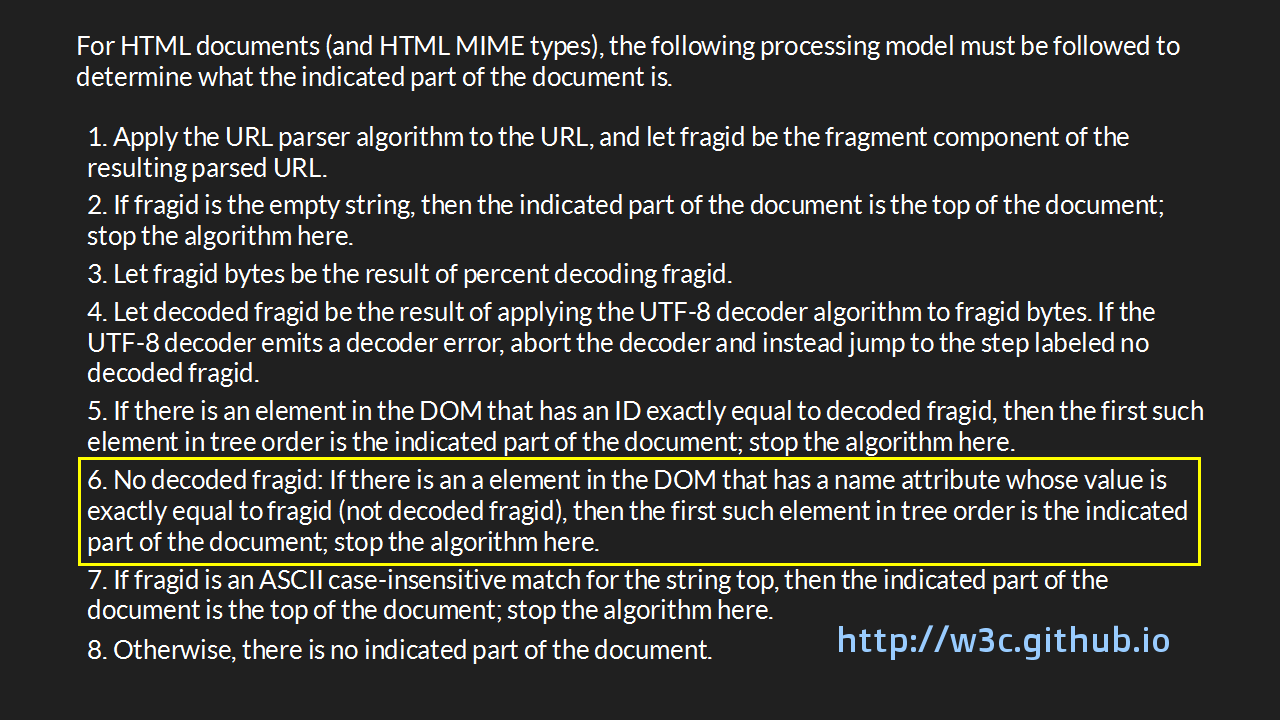 For HTML documents (and HTML MIME types), the following processing model must be followed to
determine what the indicated part of the document is.
1. Apply the URL parser algorithm to the URL, and let fragid be the fragment component of the
resulting parsed URL.
2. If fragid is the empty string, then the indicated part of the document is the top of the document;
stop the algorithm here.
3. Let fragid bytes be the result of percent decoding fragid.
4. Let decoded fragid be the result of applying the UTF-8 decoder algorithm to fragid bytes. If the
UTF-8 decoder emits a decoder error, abort the decoder and instead jump to the step labeled no
decoded fragid.
5. If there is an element in the DOM that has an ID exactly equal to decoded fragid, then the first such
element in tree order is the indicated part of the document; stop the algorithm here.
6. No decoded fragid: If there is an a element in the DOM that has a name attribute whose value is
exactly equal to fragid (not decoded fragid), then the first such element in tree order is the indicated
part of the document; stop the algorithm here.
7. If fragid is an ASCII case-insensitive match for the string top, then the indicated part of the
document is the top of the document; stop the algorithm here.
8. Otherwise, there is no indicated part of the document.
http://w3c.github.io